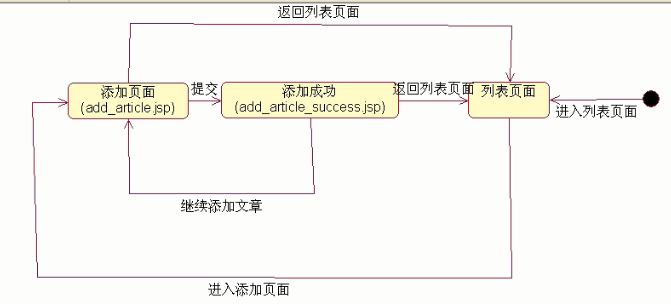 返回列表页面
添加页面
(add_article.jsp)
提交
添加成功
(add_article_success.jsp)
返回列表页面
列表页面
进入列表页面
继续添加文章
进入添加页面